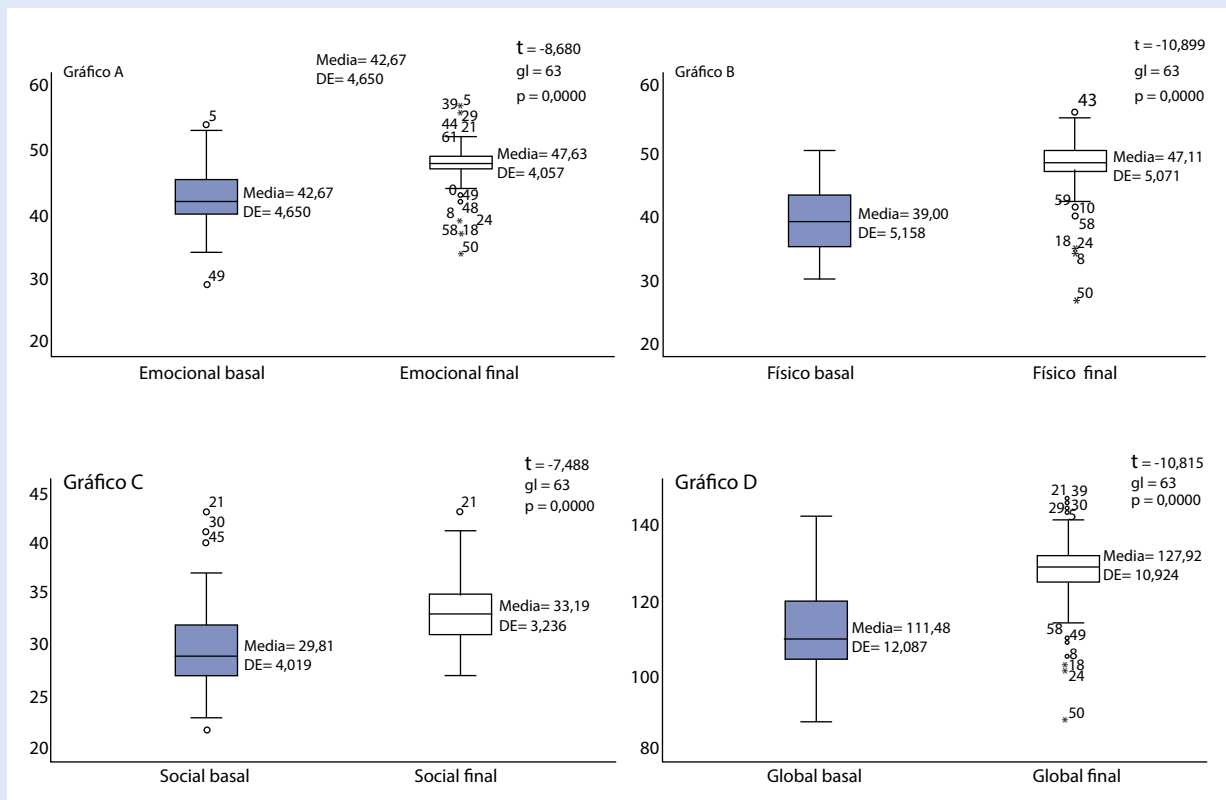 Gráfico A
Media= 42,67
DE= 4,650
t = -8,680
gl = 63
p = 0,0000
60
50
40
30
20
5
49
Media= 42,67
DE= 4,650
39 5
29
44 21
61
Media= 47,63
DE= 4,057
0 49
48
8 24
58 18
50
Emocional basal
Emocional final
Gráfico B
t = -10,899
gl = 63
p = 0,0000
60
50
40
30
20
Media= 39,00
DE= 5,158
43
Media= 47,11
DE= 5,071
59 10
58
18 24
8
50
Físico basal
Físico final
Gráfico C
t = -7,488
gl = 63
p = 0,0000
45
40
35
30
25
20
21
30
45
Media= 29,81
DE= 4,019
21
Media= 33,19
DE= 3,236
Social basal
Social final
Gráfico D
t = -10,815
gl = 63
p = 0,0000
140
120
100
80
Media= 111,48
DE= 12,087
21 39
29 30
5
Media= 127,92
DE= 10,924
58 49
8
18
24
50
Global basal
Global final